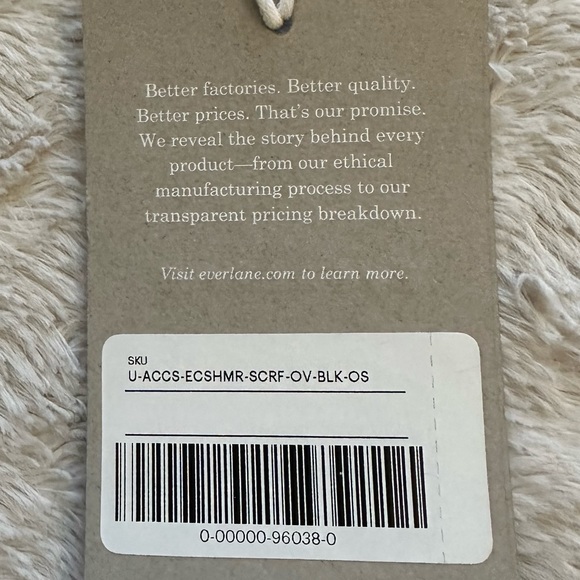 Better factories. Better quality.
Better prices. That's our promise.
We reveal the story behind every
product—from our ethical
manufacturing process to our
transparent pricing breakdown.
Visit everlane.com to learn more.
SKU
U-ACCS-ECSHMR-SCRF-OV-BLK-OS
0-00000-96038-0